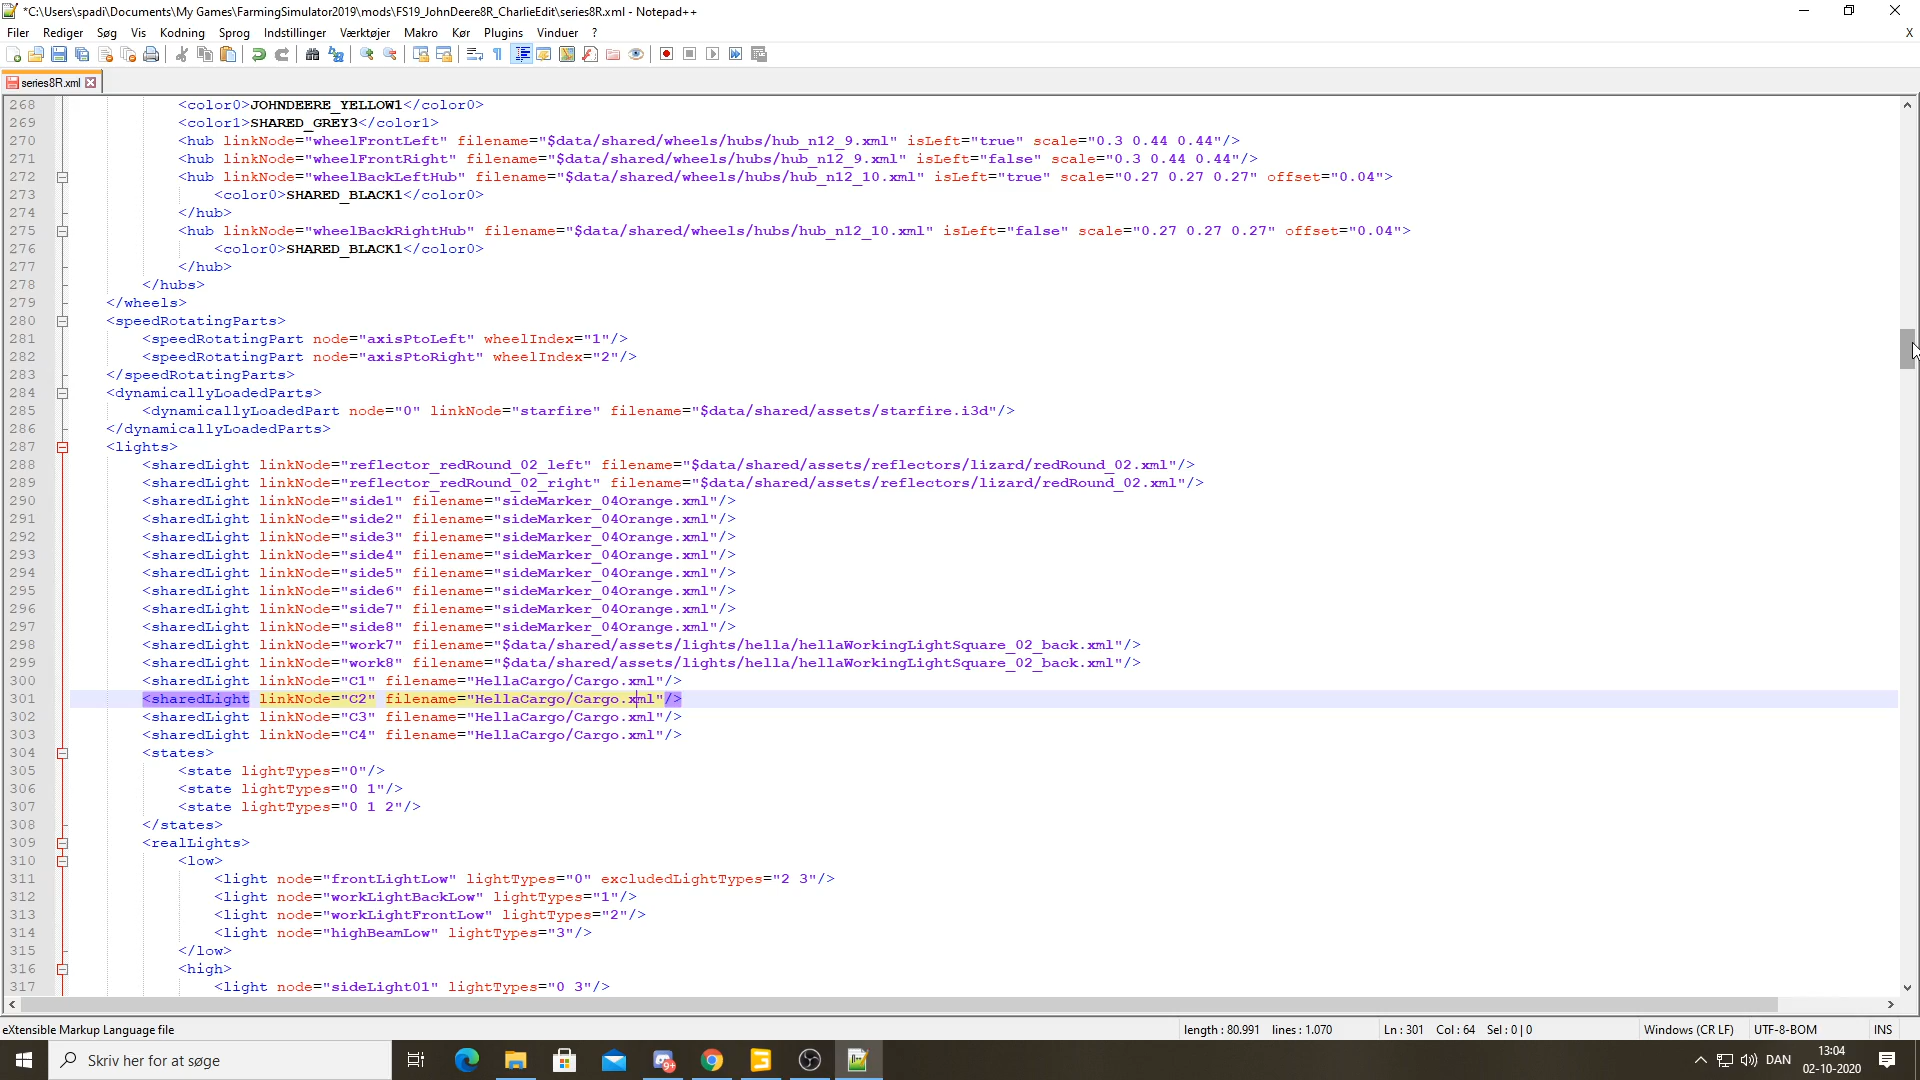 *C:\Users\spadi\Documents\My Games\FarmingSimulator2019\mods\FS19_JohnDeere8R_CharlieEdit\series8R.xml - Notepad++
Filer Rediger Søg Vis Kodning Sprog Indstillinger Værktøjer Makro Kør Plugins Vinduer ? X
series8R.xml
268 <color0>JOHNDEERE_YELLOW1</color0>
269 <color1>SHARED_GREY3</color1>
270 <hub linkNode="wheelFrontLeft" filename="$data/shared/wheels/hubs/hub_n12_9.xml" isLeft="true" scale="0.3 0.44 0.44"/>
271 <hub linkNode="wheelFrontRight" filename="$data/shared/wheels/hubs/hub_n12_9.xml" isLeft="false" scale="0.3 0.44 0.44"/>
272 <hub linkNode="wheelBackLeftHub" filename="$data/shared/wheels/hubs/hub_n12_10.xml" isLeft="true" scale="0.27 0.27 0.27" offset="0.04">
273 <color0>SHARED_BLACK1</color0>
274 </hub>
275 <hub linkNode="wheelBackRightHub" filename="$data/shared/wheels/hubs/hub_n12_10.xml" isLeft="false" scale="0.27 0.27 0.27" offset="0.04">
276 <color0>SHARED_BLACK1</color0>
277 </hub>
278 </hubs>
279 </wheels>
280 <speedRotatingParts>
281 <speedRotatingPart node="axisPtoLeft" wheelIndex="1"/>
282 <speedRotatingPart node="axisPtoRight" wheelIndex="2"/>
283 </speedRotatingParts>
284 <dynamicallyLoadedParts>
285 <dynamicallyLoadedPart node="0" linkNode="starfire" filename="$data/shared/assets/starfire.i3d"/>
286 </dynamicallyLoadedParts>
287 <lights>
288 <sharedLight linkNode="reflector_redRound_02_left" filename="$data/shared/assets/reflectors/lizard/redRound_02.xml"/>
289 <sharedLight linkNode="reflector_redRound_02_right" filename="$data/shared/assets/reflectors/lizard/redRound_02.xml"/>
290 <sharedLight linkNode="side1" filename="sideMarker_04Orange.xml"/>
291 <sharedLight linkNode="side2" filename="sideMarker_04Orange.xml"/>
292 <sharedLight linkNode="side3" filename="sideMarker_04Orange.xml"/>
293 <sharedLight linkNode="side4" filename="sideMarker_04Orange.xml"/>
294 <sharedLight linkNode="side5" filename="sideMarker_04Orange.xml"/>
295 <sharedLight linkNode="side6" filename="sideMarker_04Orange.xml"/>
296 <sharedLight linkNode="side7" filename="sideMarker_04Orange.xml"/>
297 <sharedLight linkNode="side8" filename="sideMarker_04Orange.xml"/>
298 <sharedLight linkNode="work7" filename="$data/shared/assets/lights/hella/hellaWorkingLightSquare_02_back.xml"/>
299 <sharedLight linkNode="work8" filename="$data/shared/assets/lights/hella/hellaWorkingLightSquare_02_back.xml"/>
300 <sharedLight linkNode="C1" filename="HellaCargo/Cargo.xml"/>
301 <sharedLight linkNode="C2" filename="HellaCargo/Cargo.xml"/>
302 <sharedLight linkNode="C3" filename="HellaCargo/Cargo.xml"/>
303 <sharedLight linkNode="C4" filename="HellaCargo/Cargo.xml"/>
304 <states>
305 <state lightTypes="0"/>
306 <state lightTypes="0 1"/>
307 <state lightTypes="0 1 2"/>
308 </states>
309 <realLights>
310 <low>
311 <light node="frontLightLow" lightTypes="0" excludedLightTypes="2 3"/>
312 <light node="workLightBackLow" lightTypes="1"/>
313 <light node="workLightFrontLow" lightTypes="2"/>
314 <light node="highBeamLow" lightTypes="3"/>
315 </low>
316 <high>
317 <light node="sideLight01" lightTypes="0 3"/>
eXtensible Markup Language file length : 80.991 lines : 1.070 Ln : 301 Col : 64 Sel : 0 | 0 Windows (CR LF) UTF-8-BOM INS
Skriv her for at søge
DAN
13:04
02-10-2020